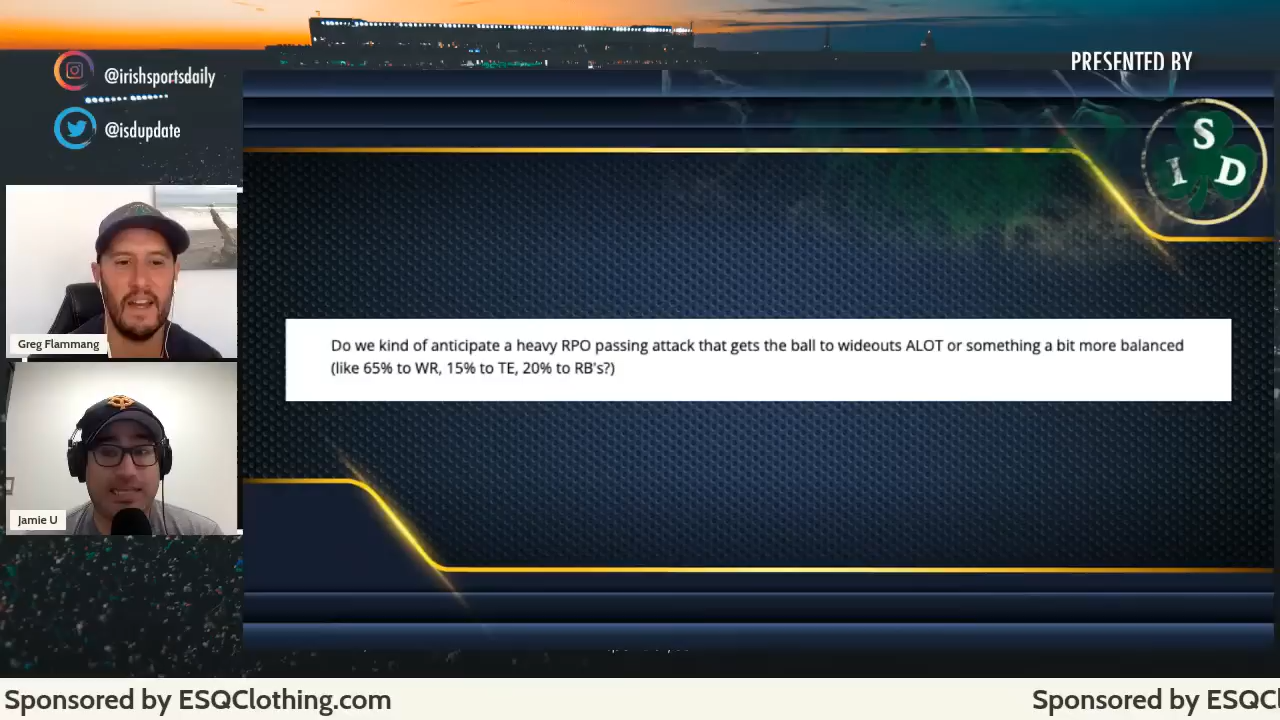 @irishsportsdaily
@isdupdate
PRESENTED BY
I S D
Greg Flammang
Jamie U
Do we kind of anticipate a heavy RPO passing attack that gets the ball to wideouts ALOT or something a bit more balanced
(like 65% to WR, 15% to TE, 20% to RB's?)
Sponsored by ESQClothing.com
Sponsored by ESQCl